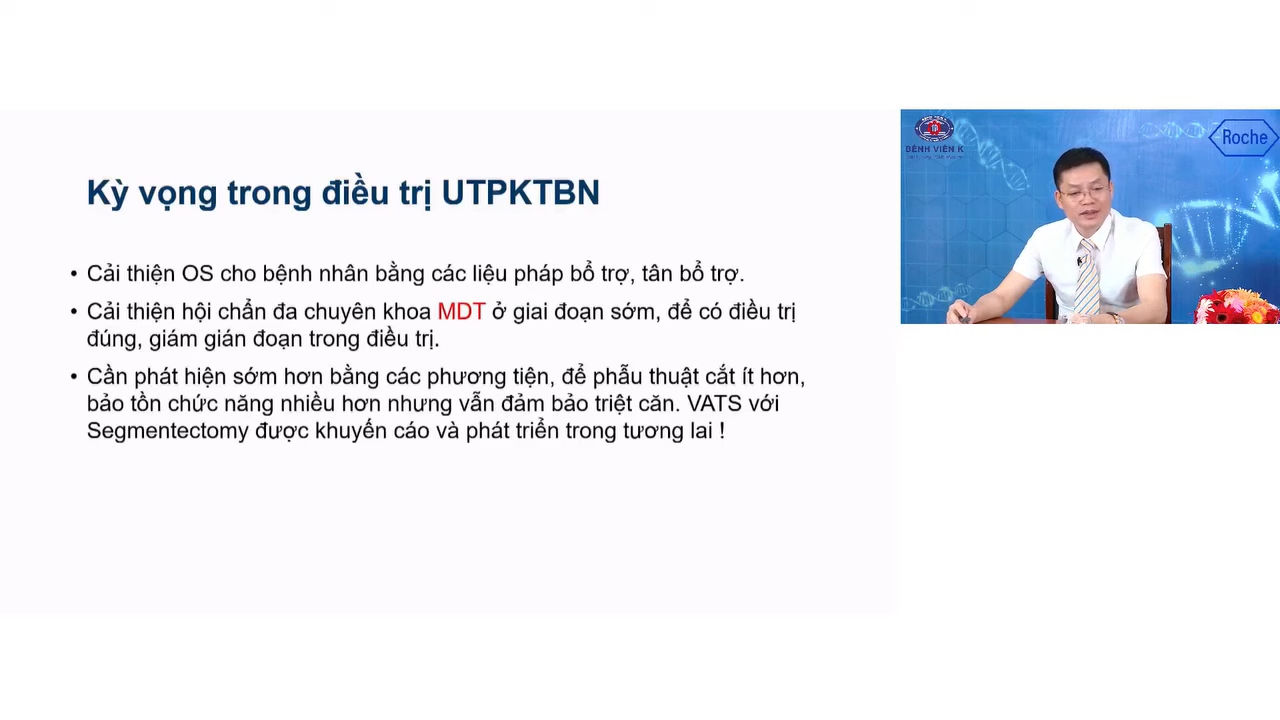 Kỳ vọng trong điều trị UTPKTBN
• Cải thiện OS cho bệnh nhân bằng các liệu pháp bổ trợ, tân bổ trợ.
• Cải thiện hội chẩn đa chuyên khoa MDT ở giai đoạn sớm, để có điều trị
đúng, giám gián đoạn trong điều trị.
• Cần phát hiện sớm hơn bằng các phương tiện, để phẫu thuật cắt ít hơn,
bảo tồn chức năng nhiều hơn nhưng vẫn đảm bảo triệt căn. VATS với
Segmentectomy được khuyến cáo và phát triển trong tương lai !
BỆNH VIỆN K
Roche